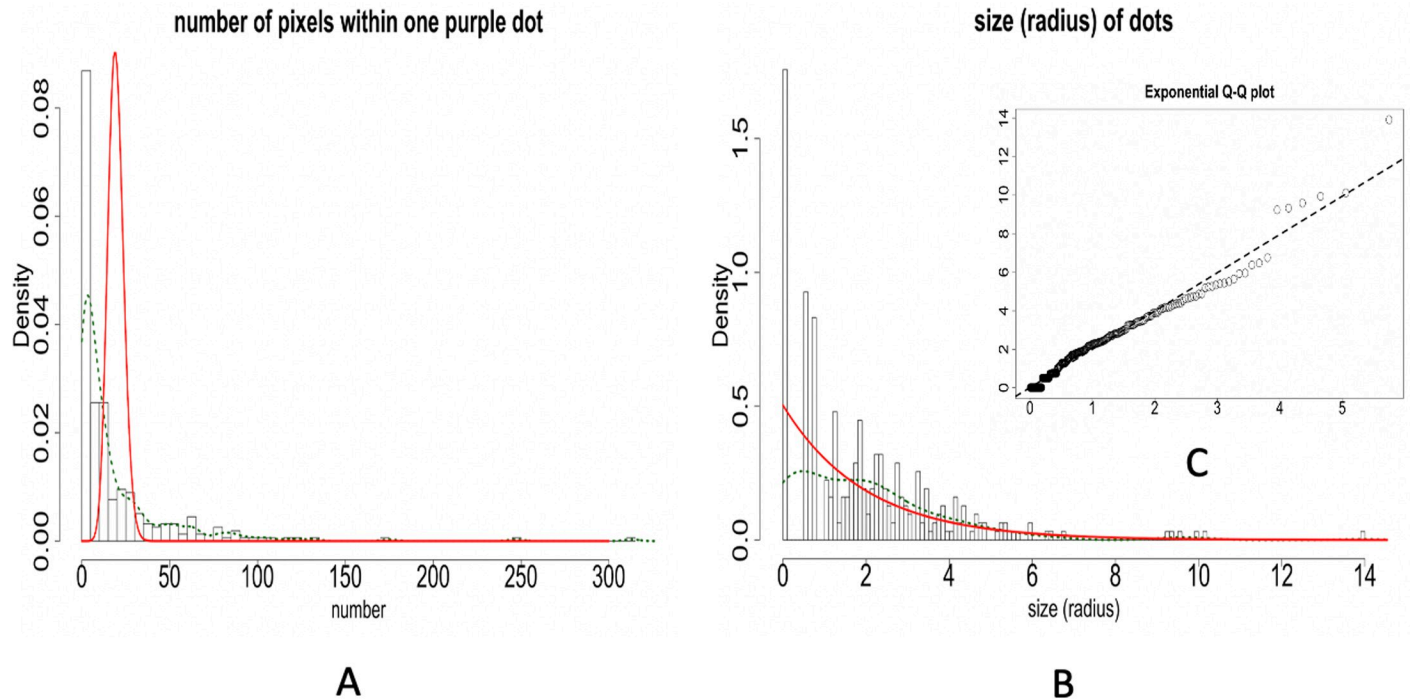 number of pixels within one purple dot
Density
0.00 0.02 0.04 0.06 0.08
0 50 100 150 200 250 300
number
A
size (radius) of dots
Density
0.0 0.5 1.0 1.5
0 2 4 6 8 10 12 14
size (radius)
B
Exponential Q-Q plot
0 2 4 6 8 10 12 14
0 1 2 3 4 5
C